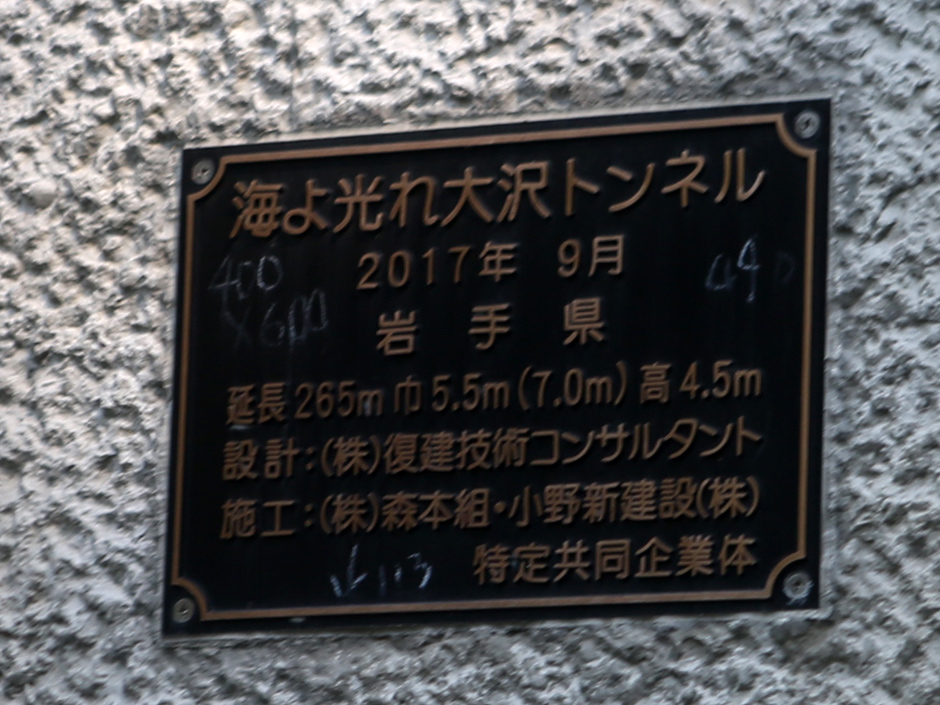 海よ光れ大沢トンネル
2017年 9月
400
×600
岩 手 県
延長265m 巾5.5m(7.0m)高4.5m
設計：(株)復建技術コンサルタント
施工：(株)森本組・小野新建設(株)
特定共同企業体